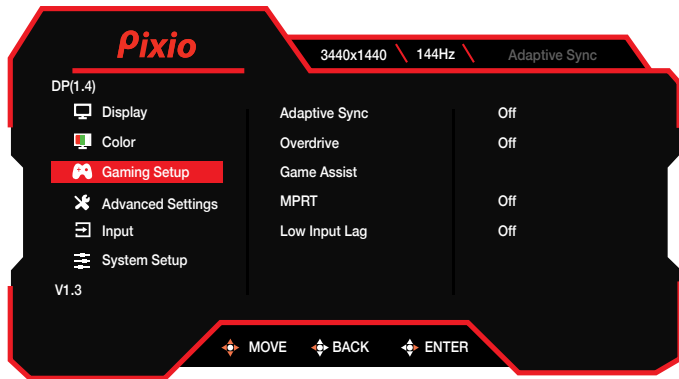 Pixio
3440x1440 \ 144Hz \ Adaptive Sync
DP(1.4)
Display
Color
Gaming Setup
Advanced Settings
Input
System Setup
V1.3
Adaptive Sync Off
Overdrive Off
Game Assist
MPRT Off
Low Input Lag Off
MOVE BACK ENTER